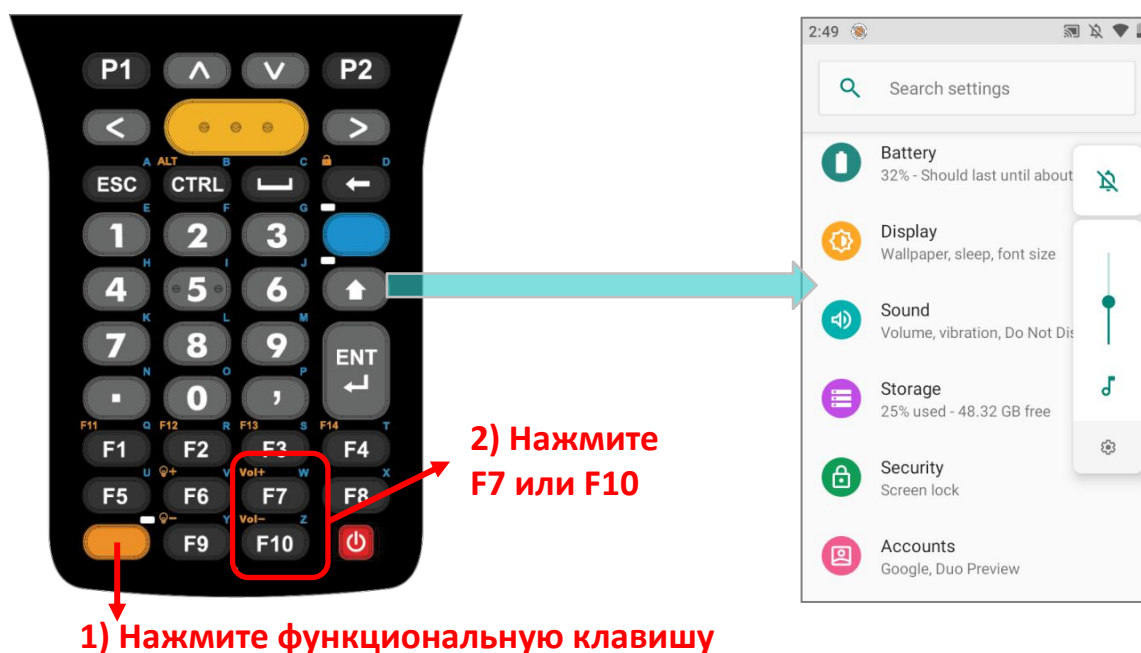 P1 ˄ ˅ P2
< >
A ALT B C D
ESC CTRL
E F G
1 2 3
H I J
4 5 6
K L M
7 8 9
ENT
N O P
. 0 ,
F11 Q F12 R F13 S F14 T
F1 F2 F3 F4
U + V Vol+ W X
F5 F6 F7 F8
- Y Vol- Z
F9 F10
2) Нажмите
F7 или F10
1) Нажмите функциональную клавишу
2:49
Search settings
Battery
32% - Should last until about
Display
Wallpaper, sleep, font size
Sound
Volume, vibration, Do Not Dis
Storage
25% used - 48.32 GB free
Security
Screen lock
Accounts
Google, Duo Preview